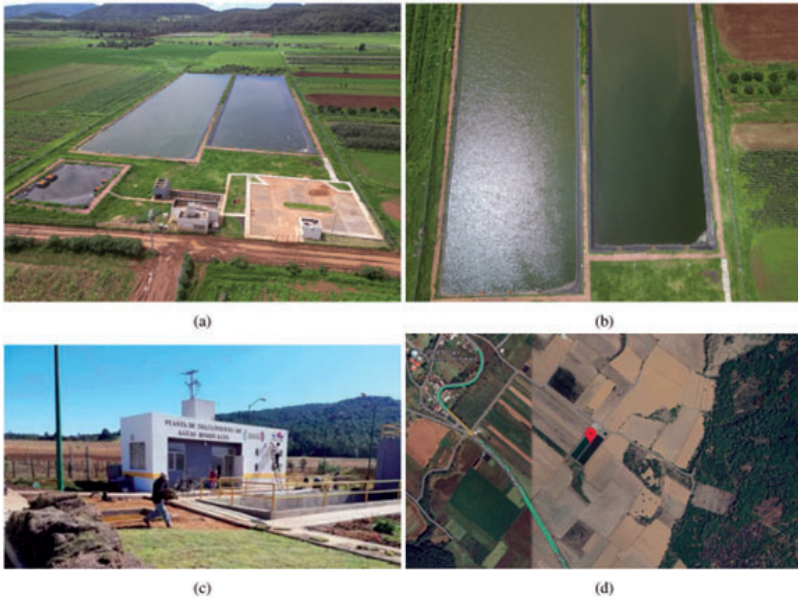 (a)
(b)
PLANTA DE TRATAMIENTO DE
AGUAS RESIDUALES
(c)
(d)